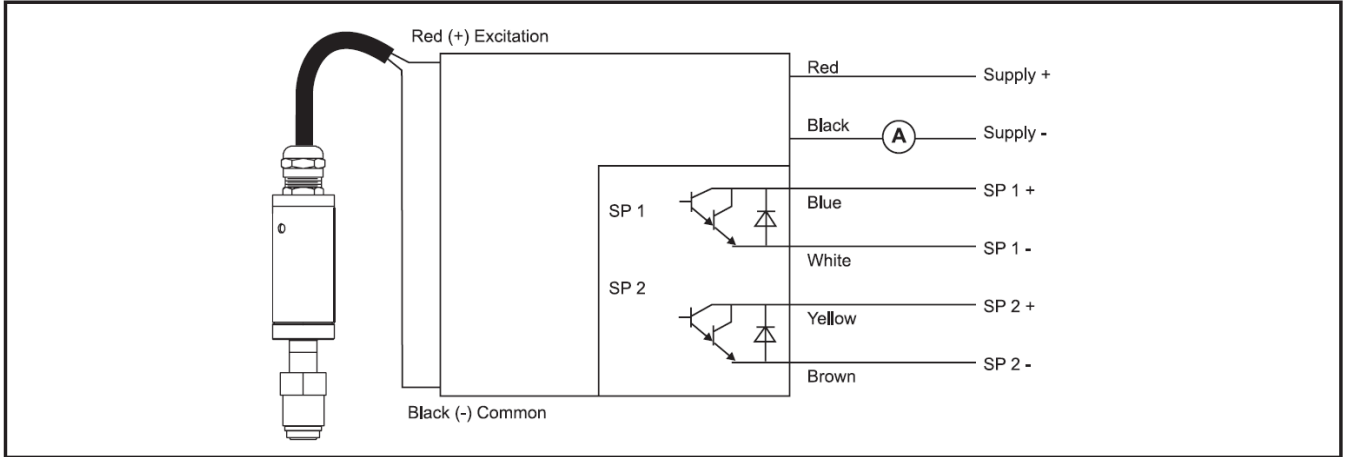 Red (+) Excitation
Red
Supply +
Black
A
Supply -
SP 1
Blue
SP 1 +
White
SP 1 -
SP 2
Yellow
SP 2 +
Brown
SP 2 -
Black (-) Common